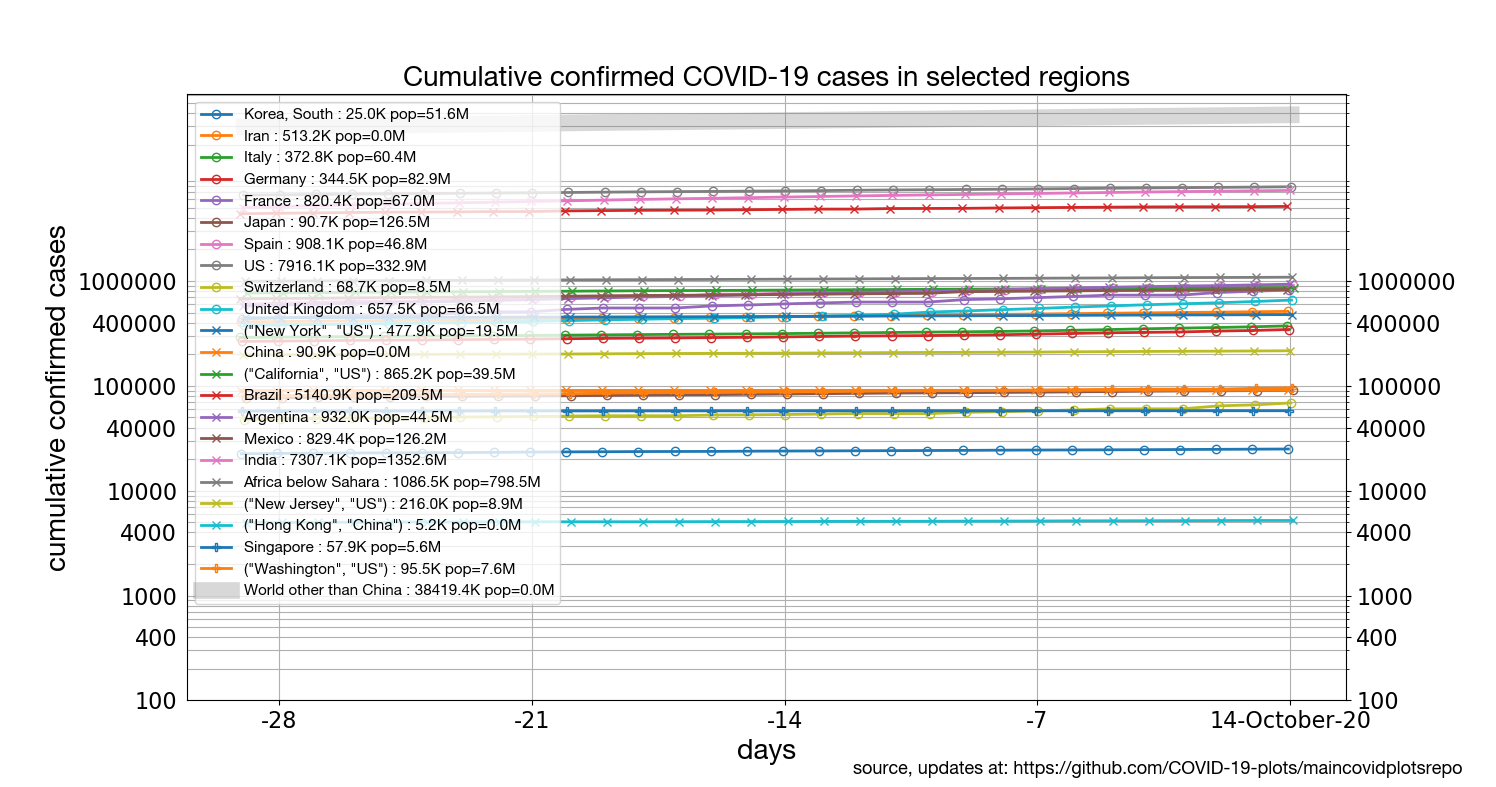 Cumulative confirmed COVID-19 cases in selected regions
Korea, South : 25.0K pop=51.6M
Iran : 513.2K pop=0.0M
Italy : 372.8K pop=60.4M
Germany : 344.5K pop=82.9M
France : 820.4K pop=67.0M
Japan : 90.7K pop=126.5M
Spain : 908.1K pop=46.8M
US : 7916.1K pop=332.9M
Switzerland : 68.7K pop=8.5M
United Kingdom : 657.5K pop=66.5M
("New York", "US") : 477.9K pop=19.5M
China : 90.9K pop=0.0M
("California", "US") : 865.2K pop=39.5M
Brazil : 5140.9K pop=209.5M
Argentina : 932.0K pop=44.5M
Mexico : 829.4K pop=126.2M
India : 7307.1K pop=1352.6M
Africa below Sahara : 1086.5K pop=798.5M
("New Jersey", "US") : 216.0K pop=8.9M
("Hong Kong", "China") : 5.2K pop=0.0M
Singapore : 57.9K pop=5.6M
("Washington", "US") : 95.5K pop=7.6M
World other than China : 38419.4K pop=0.0M
cumulative confirmed cases
1000000
400000
100000
40000
10000
4000
1000
400
100
1000000
400000
100000
40000
10000
4000
1000
400
100
-28 -21 -14 -7 14-October-20
days
source, updates at: https://github.com/COVID-19-plots/maincovidplotsrepo